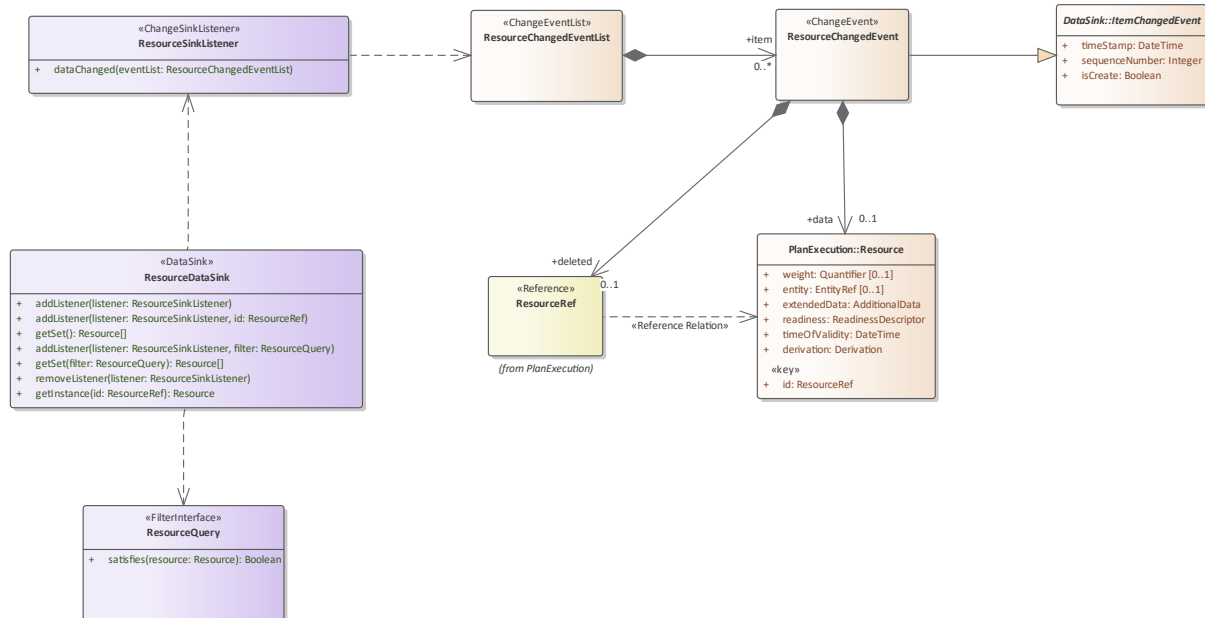 «ChangeSinkListener»
ResourceSinkListener
+ dataChanged(eventList: ResourceChangedEventList)
«ChangeEventList»
ResourceChangedEventList
+item
0..*
«ChangeEvent»
ResourceChangedEvent
DataSink::ItemChangedEvent
+ timeStamp: DateTime
+ sequenceNumber: Integer
+ isCreate: Boolean
«DataSink»
ResourceDataSink
+ addListener(listener: ResourceSinkListener)
+ addListener(listener: ResourceSinkListener, id: ResourceRef)
+ getSet(): Resource[]
+ addListener(listener: ResourceSinkListener, filter: ResourceQuery)
+ getSet(filter: ResourceQuery): Resource[]
+ removeListener(listener: ResourceSinkListener)
+ getInstance(id: ResourceRef): Resource
+deleted
0..1
«Reference»
ResourceRef
(from PlanExecution)
«Reference Relation»
+data
0..1
PlanExecution::Resource
+ weight: Quantifier [0..1]
+ entity: EntityRef [0..1]
+ extendedData: AdditionalData
+ readiness: ReadinessDescriptor
+ timeOfValidity: DateTime
+ derivation: Derivation
«key»
+ id: ResourceRef
«FilterInterface»
ResourceQuery
+ satisfies(resource: Resource): Boolean